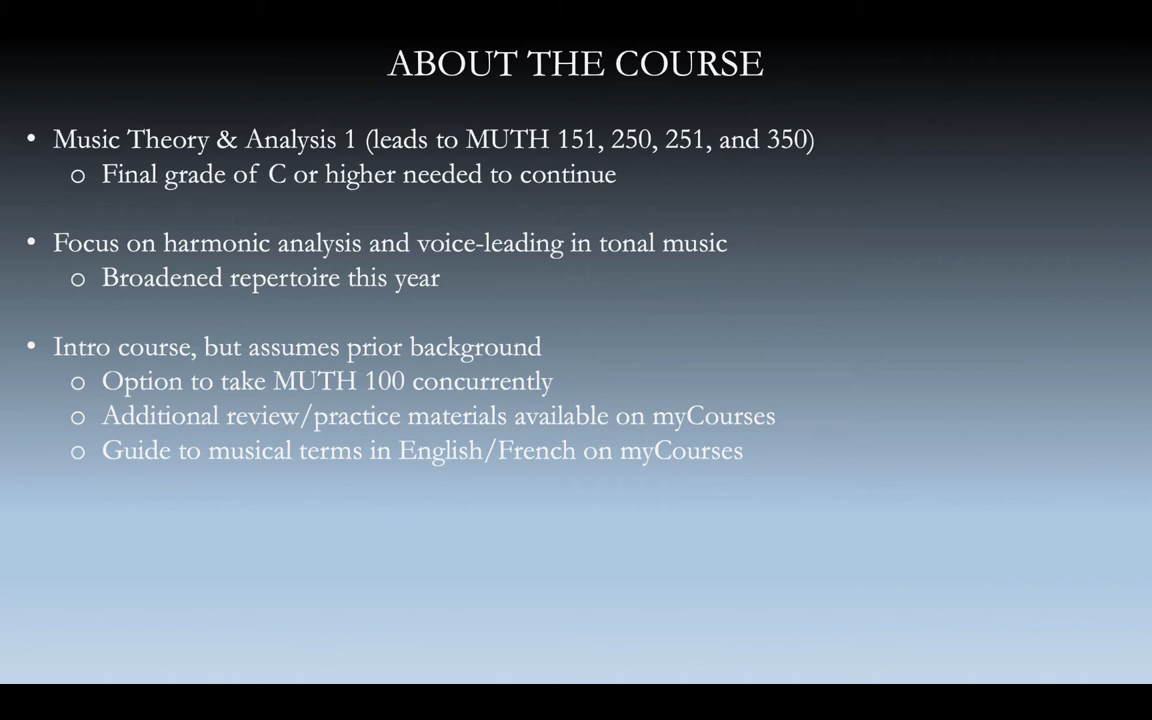 ABOUT THE COURSE
• Music Theory & Analysis 1 (leads to MUTH 151, 250, 251, and 350)
o Final grade of C or higher needed to continue
• Focus on harmonic analysis and voice-leading in tonal music
o Broadened repertoire this year
• Intro course, but assumes prior background
o Option to take MUTH 100 concurrently
o Additional review/practice materials available on myCourses
o Guide to musical terms in English/French on myCourses